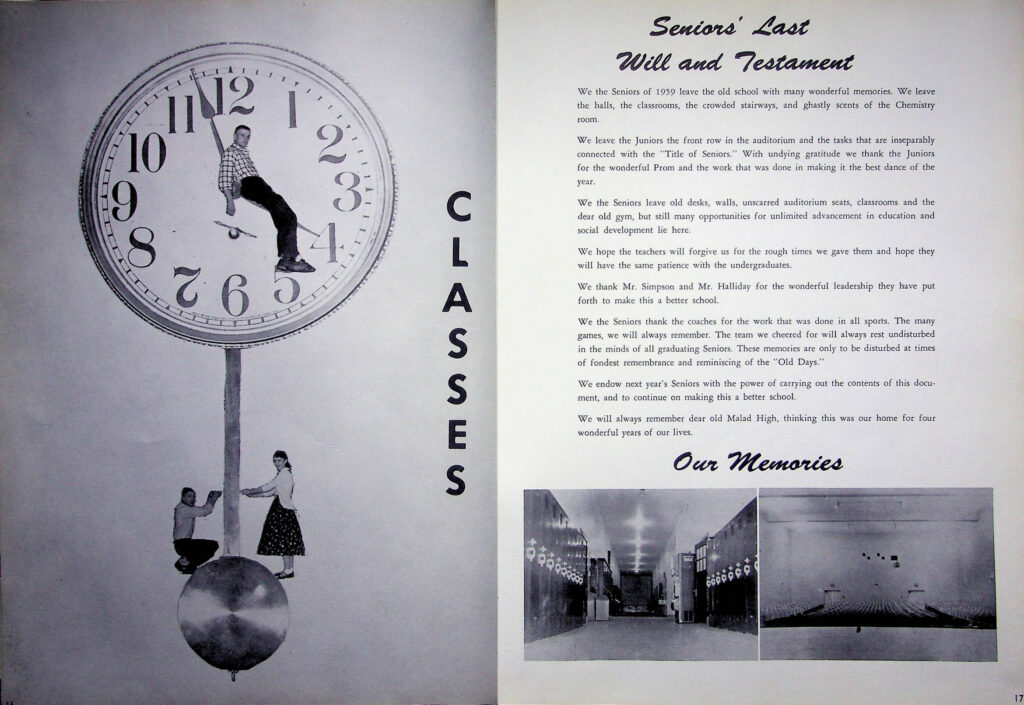 12
1
2
3
4
5
6
7
8
9
10
11
CLASSES
Seniors' Last
Will and Testament
We the Seniors of 1959 leave the old school with many wonderful memories. We leave
the halls, the classrooms, the crowded stairways, and ghastly scents of the Chemistry
room.
We leave the Juniors the front row in the auditorium and the tasks that are inseparably
connected with the "Title of Seniors." With undying gratitude we thank the Juniors
for the wonderful Prom and the work that was done in making it the best dance of the
year.
We the Seniors leave old desks, walls, unscarred auditorium seats, classrooms and the
dear old gym, but still many opportunities for unlimited advancement in education and
social development lie here.
We hope the teachers will forgive us for the rough times we gave them and hope they
will have the same patience with the undergraduates.
We thank Mr. Simpson and Mr. Halliday for the wonderful leadership they have put
forth to make this a better school.
We the Seniors thank the coaches for the work that was done in all sports. The many
games, we will always remember. The team we cheered for will always rest undisturbed
in the minds of all graduating Seniors. These memories are only to be disturbed at times
of fondest remembrance and reminiscing of the "Old Days."
We endow next year's Seniors with the power of carrying out the contents of this docu-
ment, and to continue on making this a better school.
We will always remember dear old Malad High, thinking this was our home for four
wonderful years of our lives.
Our Memories
17